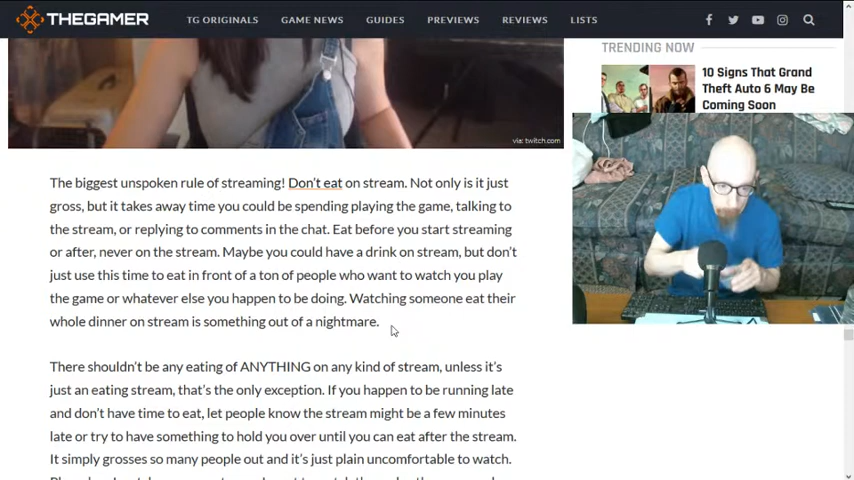 THEGAMER
TG ORIGINALS
GAME NEWS
GUIDES
PREVIEWS
REVIEWS
LISTS
TRENDING NOW
10 Signs That Grand
Theft Auto 6 May Be
Coming Soon
via: twitch.com
The biggest unspoken rule of streaming! Don't eat on stream. Not only is it just
gross, but it takes away time you could be spending playing the game, talking to
the stream, or replying to comments in the chat. Eat before you start streaming
or after, never on the stream. Maybe you could have a drink on stream, but don't
just use this time to eat in front of a ton of people who want to watch you play
the game or whatever else you happen to be doing. Watching someone eat their
whole dinner on stream is something out of a nightmare.
There shouldn't be any eating of ANYTHING on any kind of stream, unless it's
just an eating stream, that's the only exception. If you happen to be running late
and don't have time to eat, let people know the stream might be a few minutes
late or try to have something to hold you over until you can eat after the stream.
It simply grosses so many people out and it's just plain uncomfortable to watch.